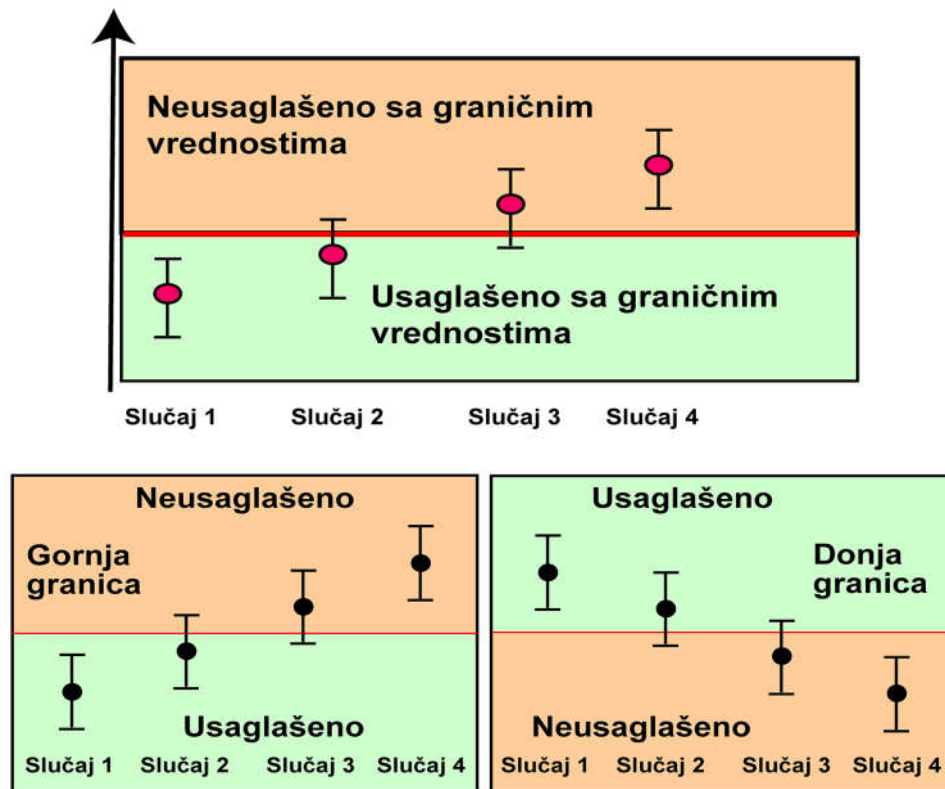 Neusaglašeno sa graničnim
vrednostima
Usaglašeno sa graničnim
vrednostima
Slučaj 1 Slučaj 2 Slučaj 3 Slučaj 4
Neusaglašeno
Gornja
granica
Usaglašeno
Slučaj 1 Slučaj 2 Slučaj 3 Slučaj 4
Usaglašeno
Donja
granica
Neusaglašeno
Slučaj 1 Slučaj 2 Slučaj 3 Slučaj 4